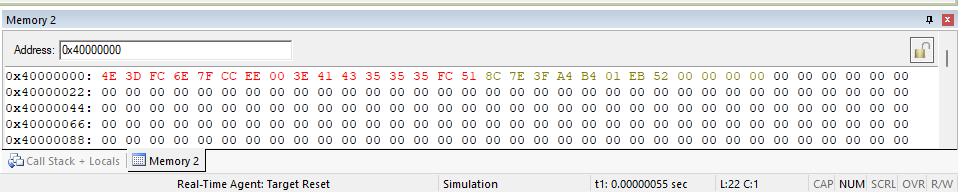 Memory 2
Address: 0x40000000
0x40000000: 4E 3D FC 6E 7F CC EE 00 3E 41 43 35 35 35 FC 51 8C 7E 3F A4 B4 01 EB 52 00 00 00 00 00 00 00 00 00 00
0x40000022: 00 00 00 00 00 00 00 00 00 00 00 00 00 00 00 00 00 00 00 00 00 00 00 00 00 00 00 00 00 00 00 00 00 00
0x40000044: 00 00 00 00 00 00 00 00 00 00 00 00 00 00 00 00 00 00 00 00 00 00 00 00 00 00 00 00 00 00 00 00 00 00
0x40000066: 00 00 00 00 00 00 00 00 00 00 00 00 00 00 00 00 00 00 00 00 00 00 00 00 00 00 00 00 00 00 00 00 00 00
0x40000088: 00 00 00 00 00 00 00 00 00 00 00 00 00 00 00 00 00 00 00 00 00 00 00 00 00 00 00 00 00 00 00 00 00 00
Call Stack + Locals Memory 2
Real-Time Agent: Target Reset Simulation t1: 0.00000055 sec L:22 C:1 CAP NUM SCRL OVR R/W